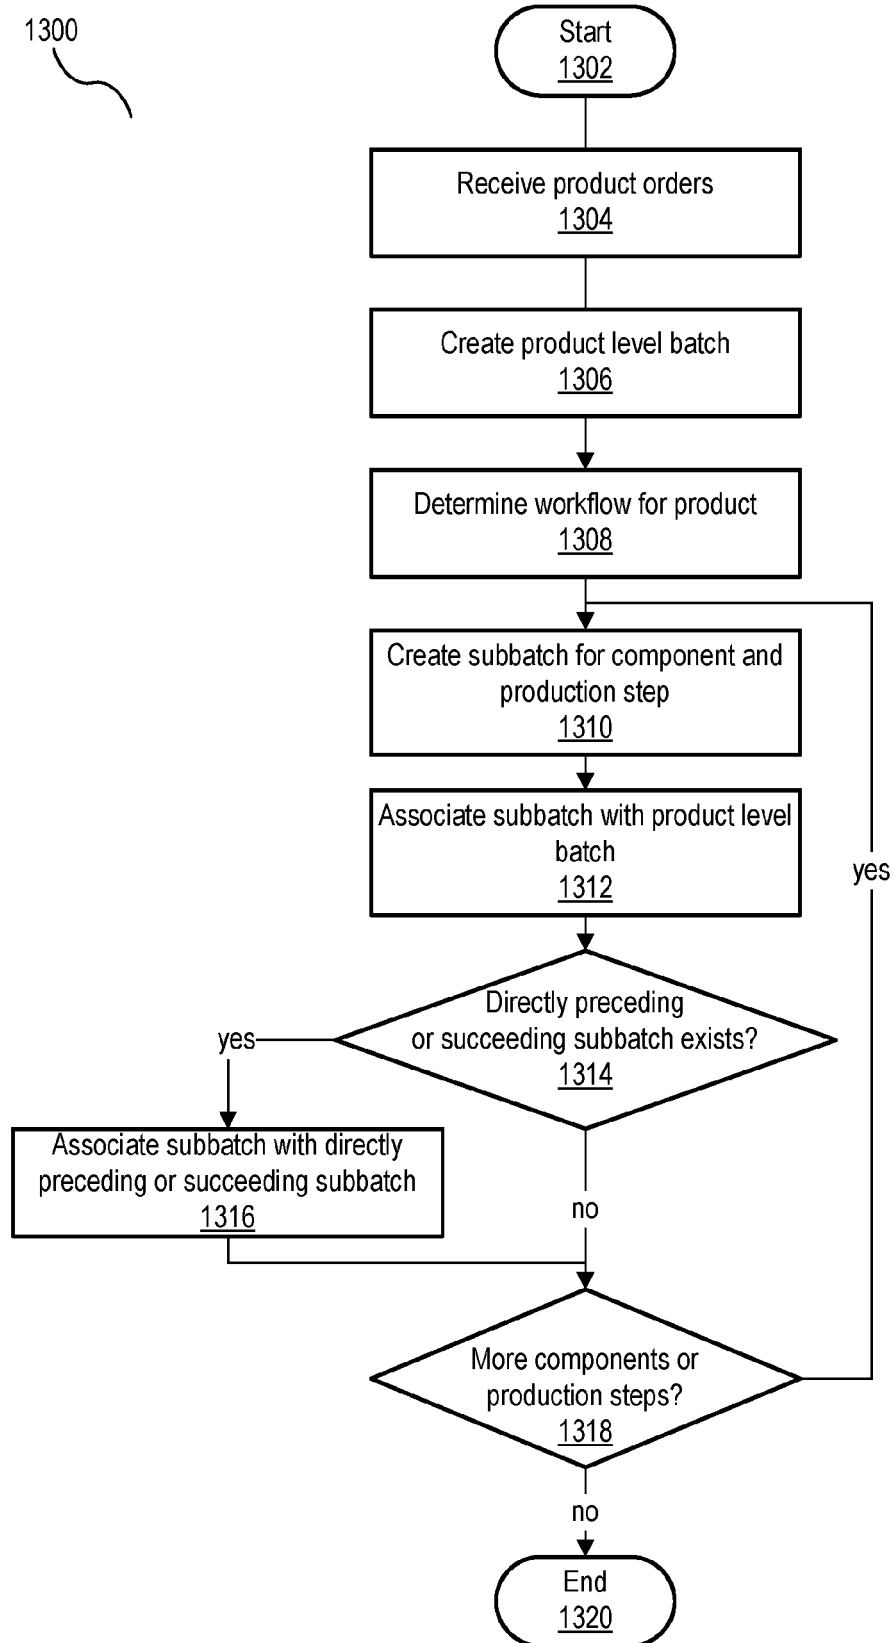 1300
Start
1302
Receive product orders
1304
Create product level batch
1306
Determine workflow for product
1308
Create subbatch for component and
production step
1310
Associate subbatch with product level
batch
1312
yes
Directly preceding
or succeeding subbatch exists?
1314
yes
Associate subbatch with directly
preceding or succeeding subbatch
1316
no
More components or
production steps?
1318
no
End
1320